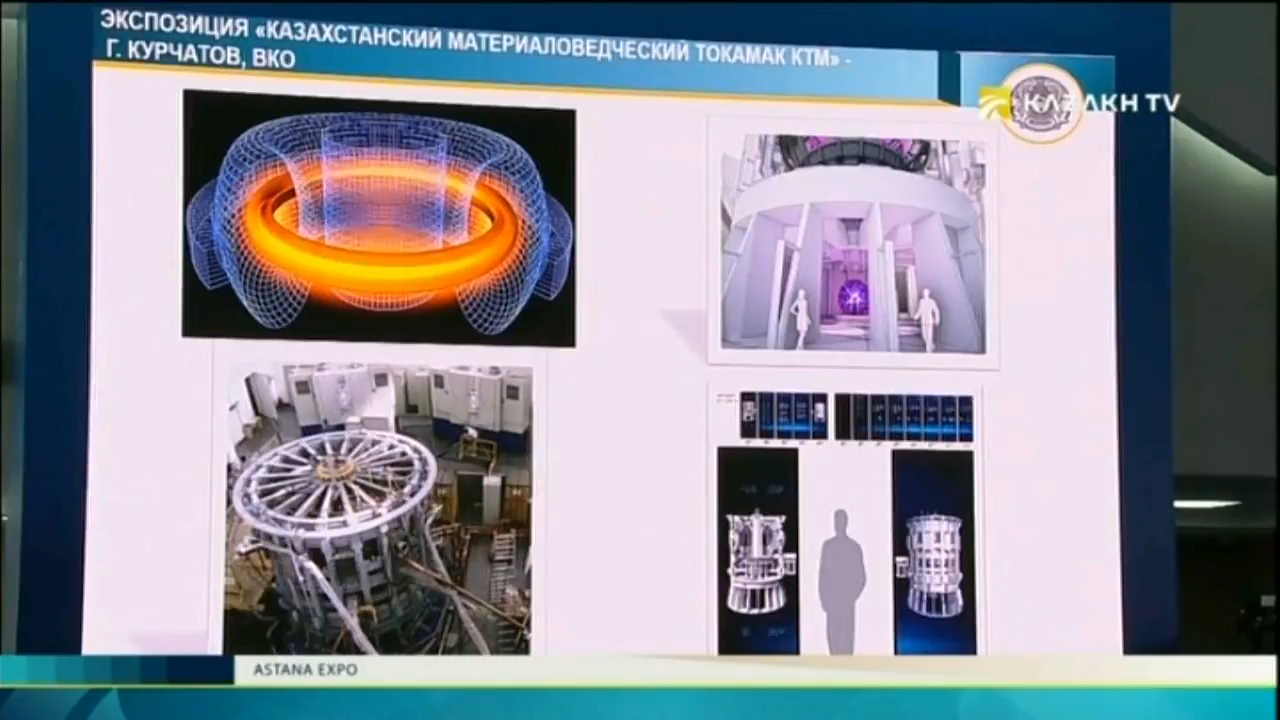 ЭКСПОЗИЦИЯ «КАЗАХСТАНСКИЙ МАТЕРИАЛОВЕДЧЕСКИЙ ТОКАМАК КТМ» -
Г. КУРЧАТОВ, ВКО
KAZAKH TV
ASTANA EXPO